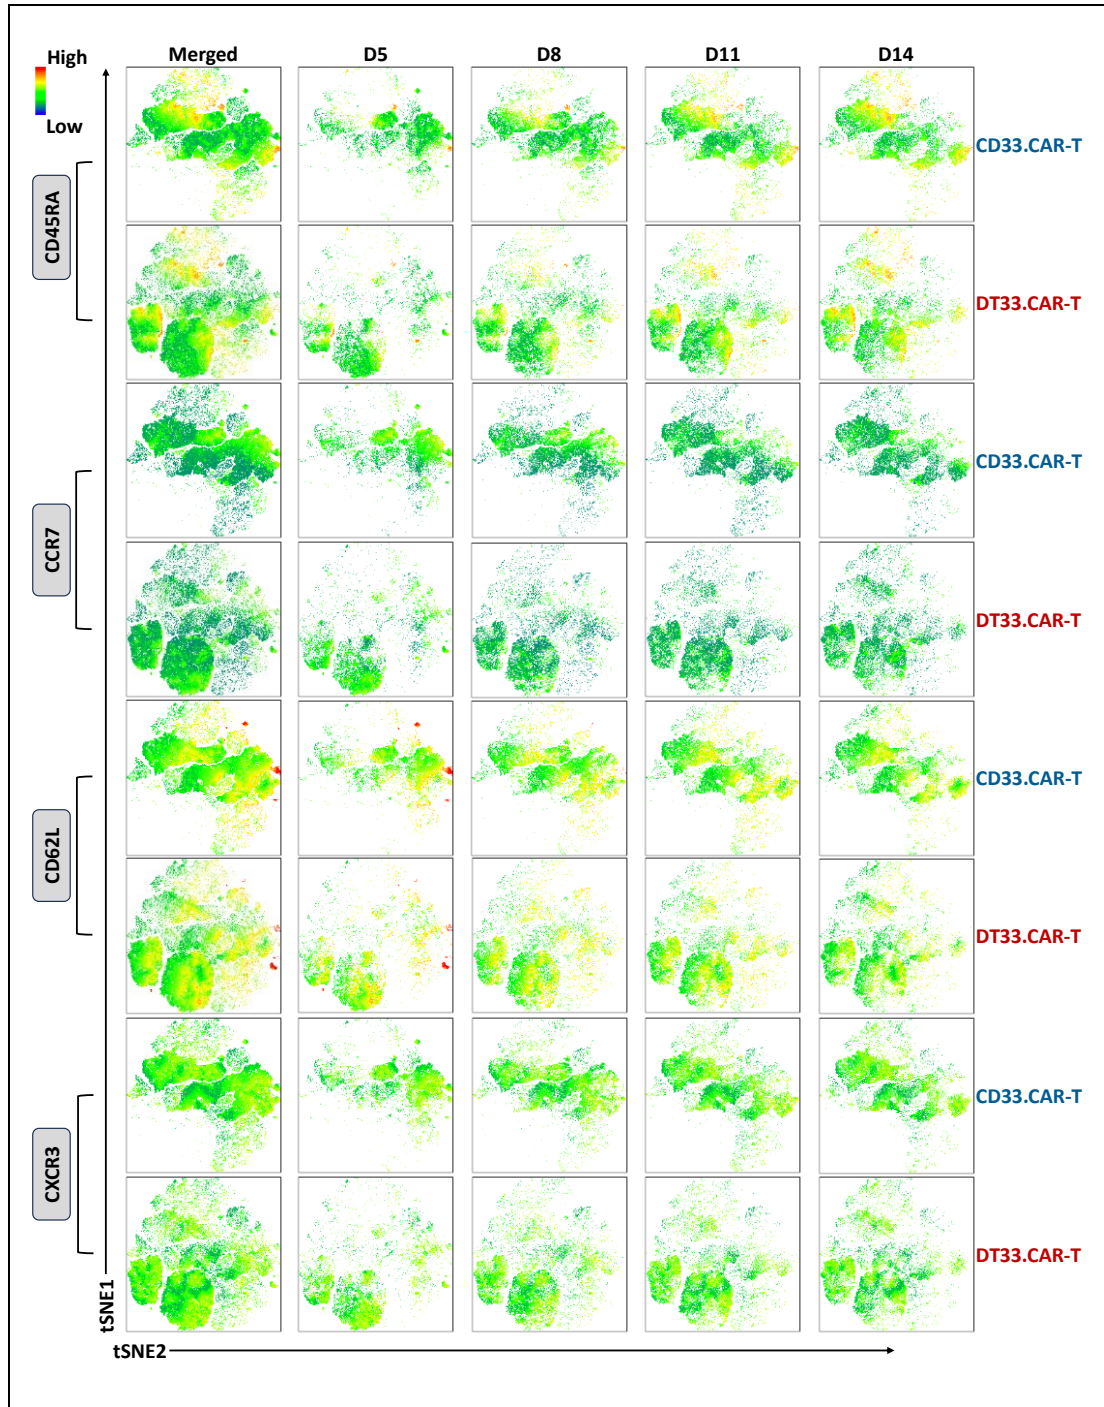 High
Low
Merged
D5
D8
D11
D14
CD45RA
CD33.CAR-T
DT33.CAR-T
CCR7
CD33.CAR-T
DT33.CAR-T
CD62L
CD33.CAR-T
DT33.CAR-T
CXCR3
CD33.CAR-T
DT33.CAR-T
tSNE1
tSNE2